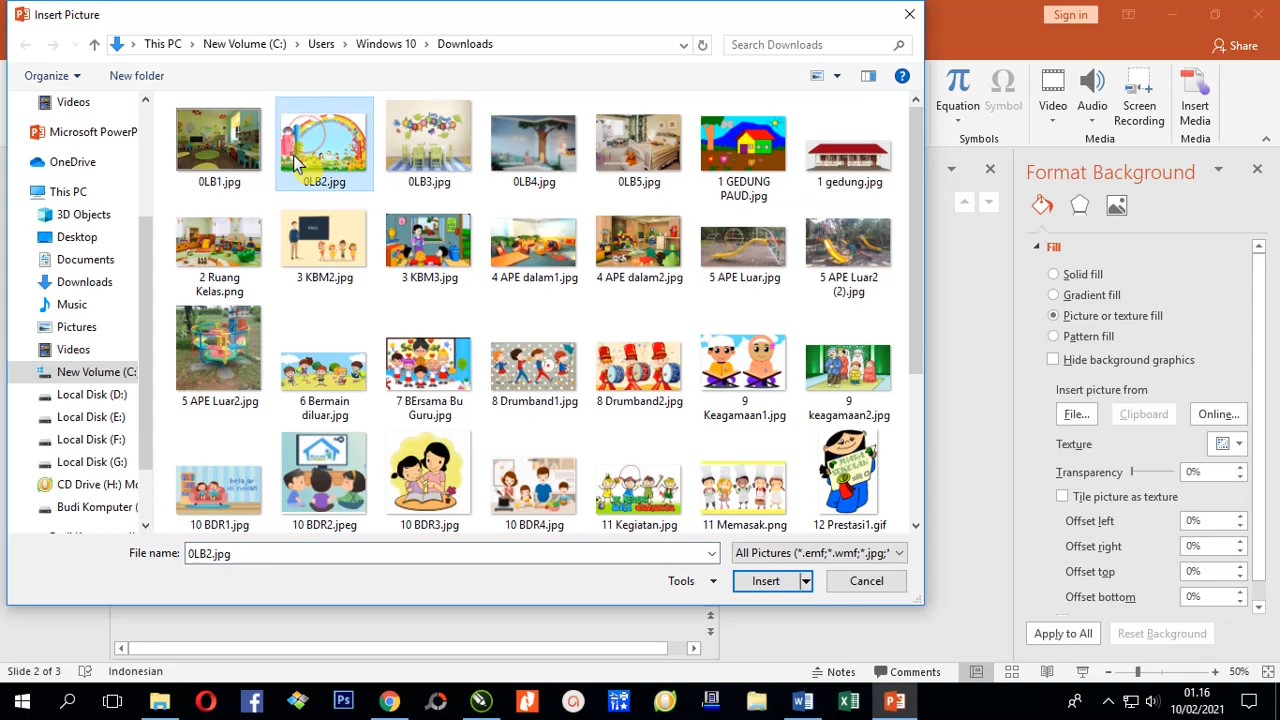 Insert Picture
Sign in
This PC
New Volume (C:)
Users
Windows 10
Downloads
Search Downloads
Share
Organize
New folder
Videos
Microsoft PowerP
OneDrive
This PC
3D Objects
Desktop
Documents
Downloads
Music
Pictures
Videos
New Volume (C:
Local Disk (D:)
Local Disk (E:)
Local Disk (F:)
Local Disk (G:)
CD Drive (H:) Mo
Budi Komputer (
0LB1.jpg
0LB2.jpg
0LB3.jpg
0LB4.jpg
0LB5.jpg
1 GEDUNG
PAUD.jpg
1 gedung.jpg
2 Ruang
Kelas.png
3 KBM2.jpg
3 KBM3.jpg
4 APE dalam1.jpg
4 APE dalam2.jpg
5 APE Luar.jpg
5 APE Luar2
(2).jpg
5 APE Luar2.jpg
6 Bermain
diluar.jpg
7 BErsama Bu
Guru.jpg
8 Drumband1.jpg
8 Drumband2.jpg
9
Keagamaan1.jpg
9
keagamaan2.jpg
belajar
10 BDR1.jpg
10 BDR2.jpeg
10 BDR3.jpg
10 BDR4.jpg
11 Kegiatan.jpg
11 Memasak.png
12 Prestasi1.gif
File name:
0LB2.jpg
All Pictures (*.emf;*.wmf;*.jpg;*
Tools
Insert
Cancel
Equation
Symbol
Video
Audio
Screen
Recording
Insert
Media
Symbols
Media
Media
Format Background
Fill
Solid fill
Gradient fill
Picture or texture fill
Pattern fill
Hide background graphics
Insert picture from
File...
Clipboard
Online...
Texture
Transparency
0%
Tile picture as texture
Offset left
0%
Offset right
0%
Offset top
0%
Offset bottom
0%
Apply to All
Reset Background
Slide 2 of 3
Indonesian
Notes
Comments
50%
01.16
10/02/2021